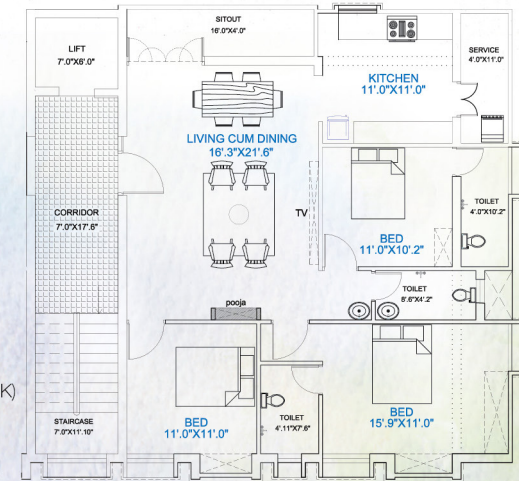 SITOUT
16'.0"X4'.0"
LIFT
7'.0"X6'.0"
SERVICE
4'.0"X11'.0"
KITCHEN
11'.0"X11'.0"
LIVING CUM DINING
16'.3"X21'.6"
TV
CORRIDOR
7'.0"X17'.6"
TOILET
4'.0"X10'.2"
BED
11'.0"X10'.2"
TOILET
8'.6"X4'.2"
pooja
K)
STAIRCASE
7'.0"X11'.10"
BED
11'.0"X11'.0"
TOILET
4'.11"X7'.6"
BED
15'.9"X11'.0"